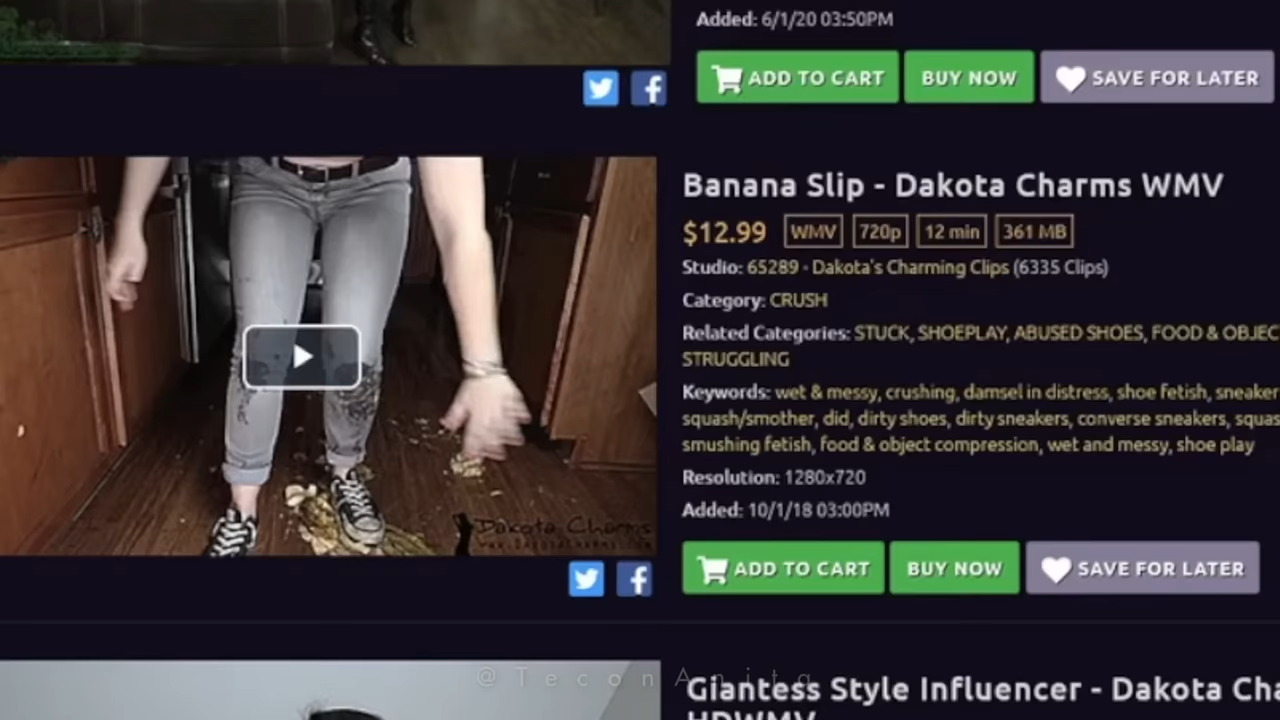 Added: 6/1/20 03:50PM
ADD TO CART
BUY NOW
SAVE FOR LATER
Banana Slip - Dakota Charms WMV
$12.99 WMV 720p 12 min 361 MB
Studio: 65289 - Dakota's Charming Clips (6335 Clips)
Category: CRUSH
Related Categories: STUCK, SHOEPLAY, ABUSED SHOES, FOOD & OBJEC
STRUGGLING
Keywords: wet & messy, crushing, damsel in distress, shoe fetish, sneaker
squash/smother, did, dirty shoes, dirty sneakers, converse sneakers, squas
smushing fetish, food & object compression, wet and messy, shoe play
Resolution: 1280x720
Added: 10/1/18 03:00PM
Dakota Charms
www.DakotaCharms.com
ADD TO CART
BUY NOW
SAVE FOR LATER
@TeconAnita
Giantess Style Influencer - Dakota Cha
HDWMV